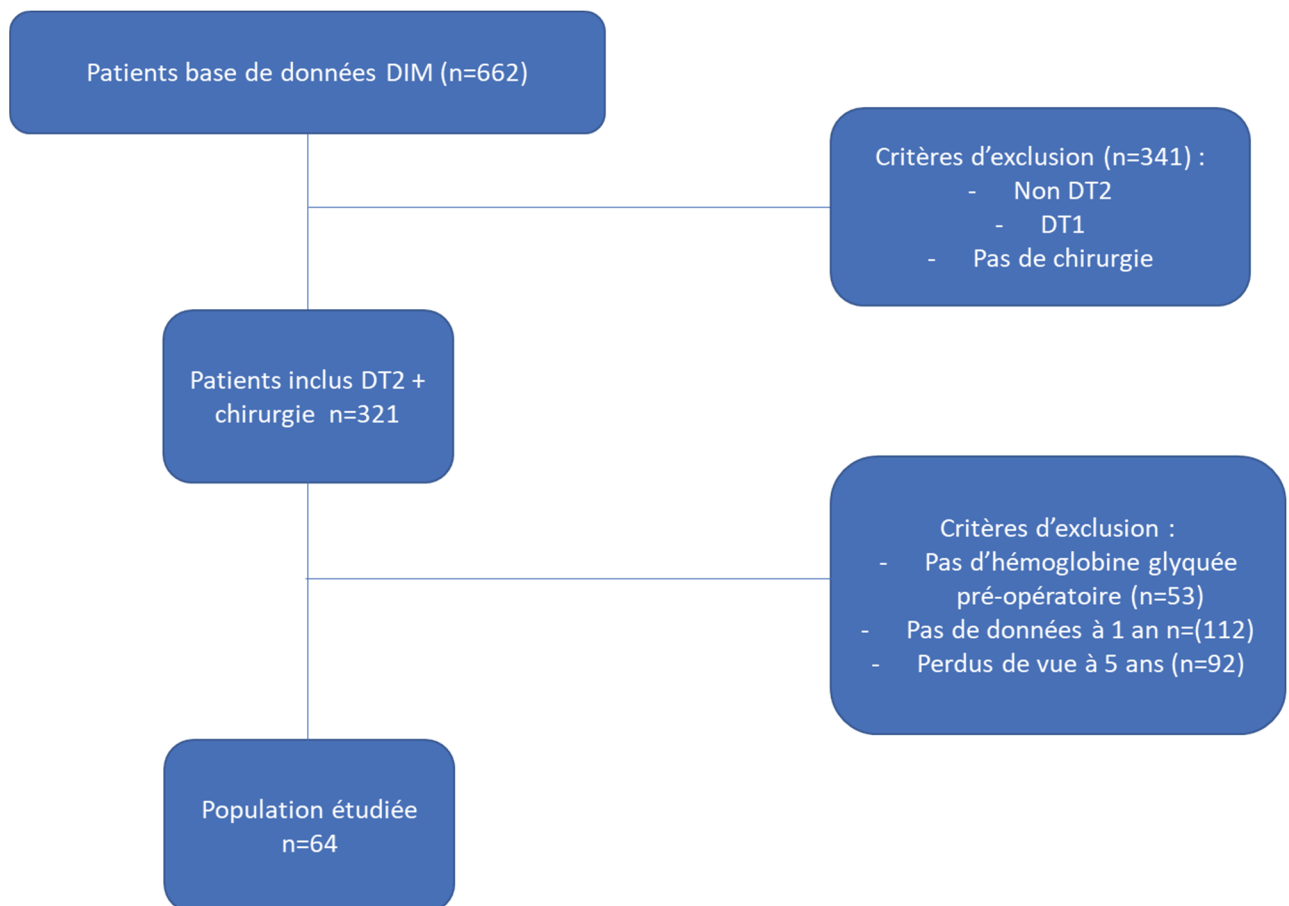 Patients base de données DIM (n=662)
Critères d'exclusion (n=341) :
- Non DT2
- DT1
- Pas de chirurgie
Patients inclus DT2 +
chirurgie n=321
Critères d'exclusion :
- Pas d'hémoglobine glyquée
pré-opératoire (n=53)
- Pas de données à 1 an n=(112)
- Perdus de vue à 5 ans (n=92)
Population étudiée
n=64